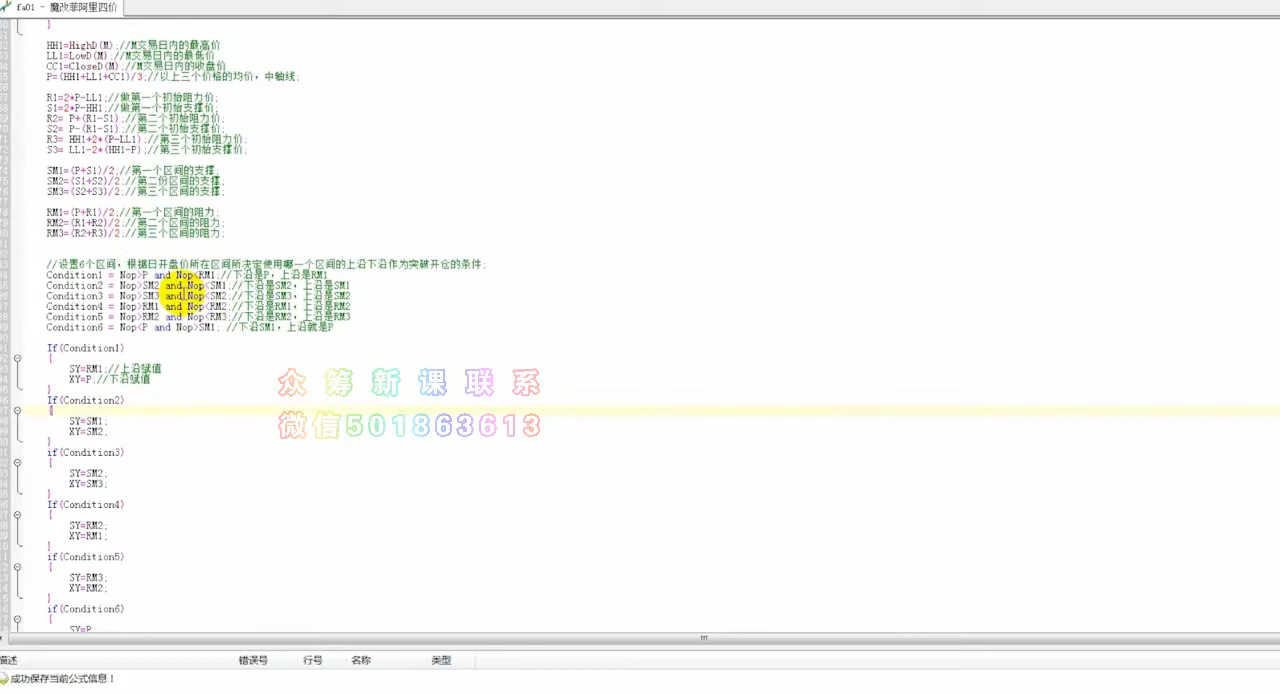 fa01 - 魔改菲阿里四价
}
HH1=HighD(M);//M交易日内的最高价
LL1=LowD(M);//M交易日内的最低价
CC1=CloseD(M);//M交易日内的收盘价
P=(HH1+LL1+CC1)/3;//以上三个价格的均价，中轴线;
R1=2*P-LL1;//做第一个初始阻力价;
S1=2*P-HH1;//做第一个初始支撑价;
R2= P+(R1-S1);//第二个初始阻力价;
S2= P-(R1-S1);//第二个初始支撑价;
R3= HH1+2*(P-LL1);//第三个初始阻力价;
S3= LL1-2*(HH1-P);//第三个初始支撑价;
SM1=(P+S1)/2;//第一个区间的支撑;
SM2=(S1+S2)/2;//第二份区间的支撑;
SM3=(S2+S3)/2;//第三个区间的支撑;
RM1=(P+R1)/2;//第一个区间的阻力;
RM2=(R1+R2)/2;//第二个区间的阻力;
RM3=(R2+R3)/2;//第三个区间的阻力;
//设置6个区间，根据日开盘价所在区间所决定使用哪一个区间的上沿下沿作为突破开仓的条件;
Condition1 = Nop>P and Nop<RM1;//下沿是P，上沿是RM1
Condition2 = Nop>SM2 and Nop<SM1;//下沿是SM2，上沿是SM1
Condition3 = Nop>SM3 and Nop<SM2;//下沿是SM3，上沿是SM2
Condition4 = Nop>RM1 and Nop<RM2;//下沿是RM1，上沿是RM2
Condition5 = Nop>RM2 and Nop<RM3;//下沿是RM2，上沿是RM3
Condition6 = Nop<P and Nop>SM1; //下沿SM1，上沿就是P
If(Condition1)
{
SY=RM1;//上沿赋值
XY=P;//下沿赋值
}
If(Condition2)
{
SY=SM1;
XY=SM2;
}
if(Condition3)
{
SY=SM2;
XY=SM3;
}
If(Condition4)
{
SY=RM2;
XY=RM1;
}
if(Condition5)
{
SY=RM3;
XY=RM2;
}
if(Condition6)
{
SY=P;
众筹新课联系
微信501863613
描述 错误号 行号 名称 类型
成功保存当前公式信息！